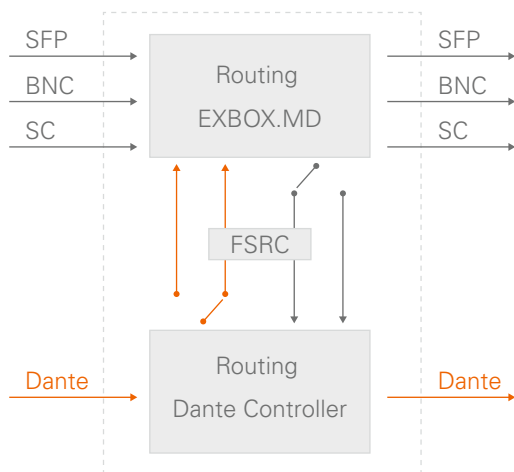 SFP
SFP
Routing
BNC
BNC
EXBOX.MD
SC
SC
FSRC
Routing
Dante
Dante
Dante Controller